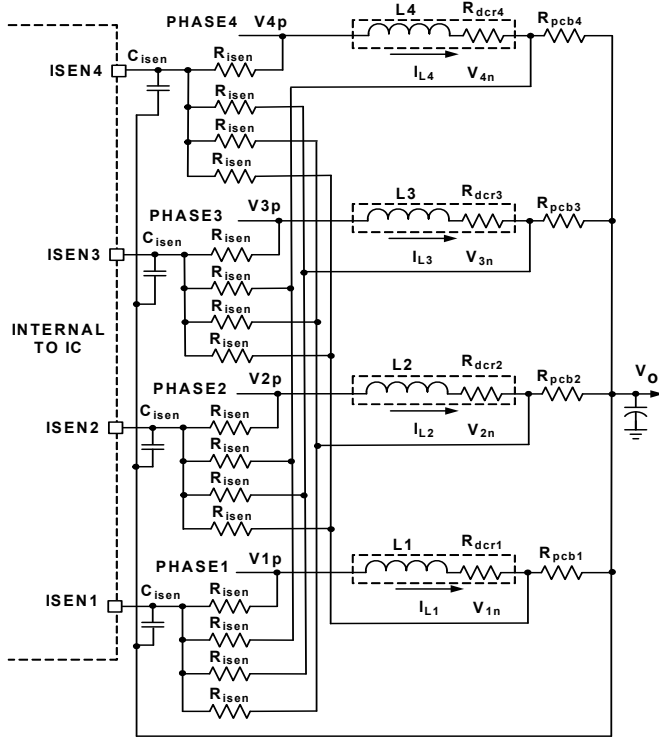 PHASE4 V4p L4 Rdcr4 Rpcb4
ISEN4 Cisen Risen IL4 V4n
Risen
Risen
Risen
PHASE3 V3p L3 Rdcr3 Rpcb3
ISEN3 Cisen Risen IL3 V3n
Risen
Risen
Risen
INTERNAL
TO IC
PHASE2 V2p L2 Rdcr2 Rpcb2 Vo
ISEN2 Cisen Risen IL2 V2n
Risen
Risen
Risen
PHASE1 V1p L1 Rdcr1 Rpcb1
ISEN1 Cisen Risen IL1 V1n
Risen
Risen
Risen